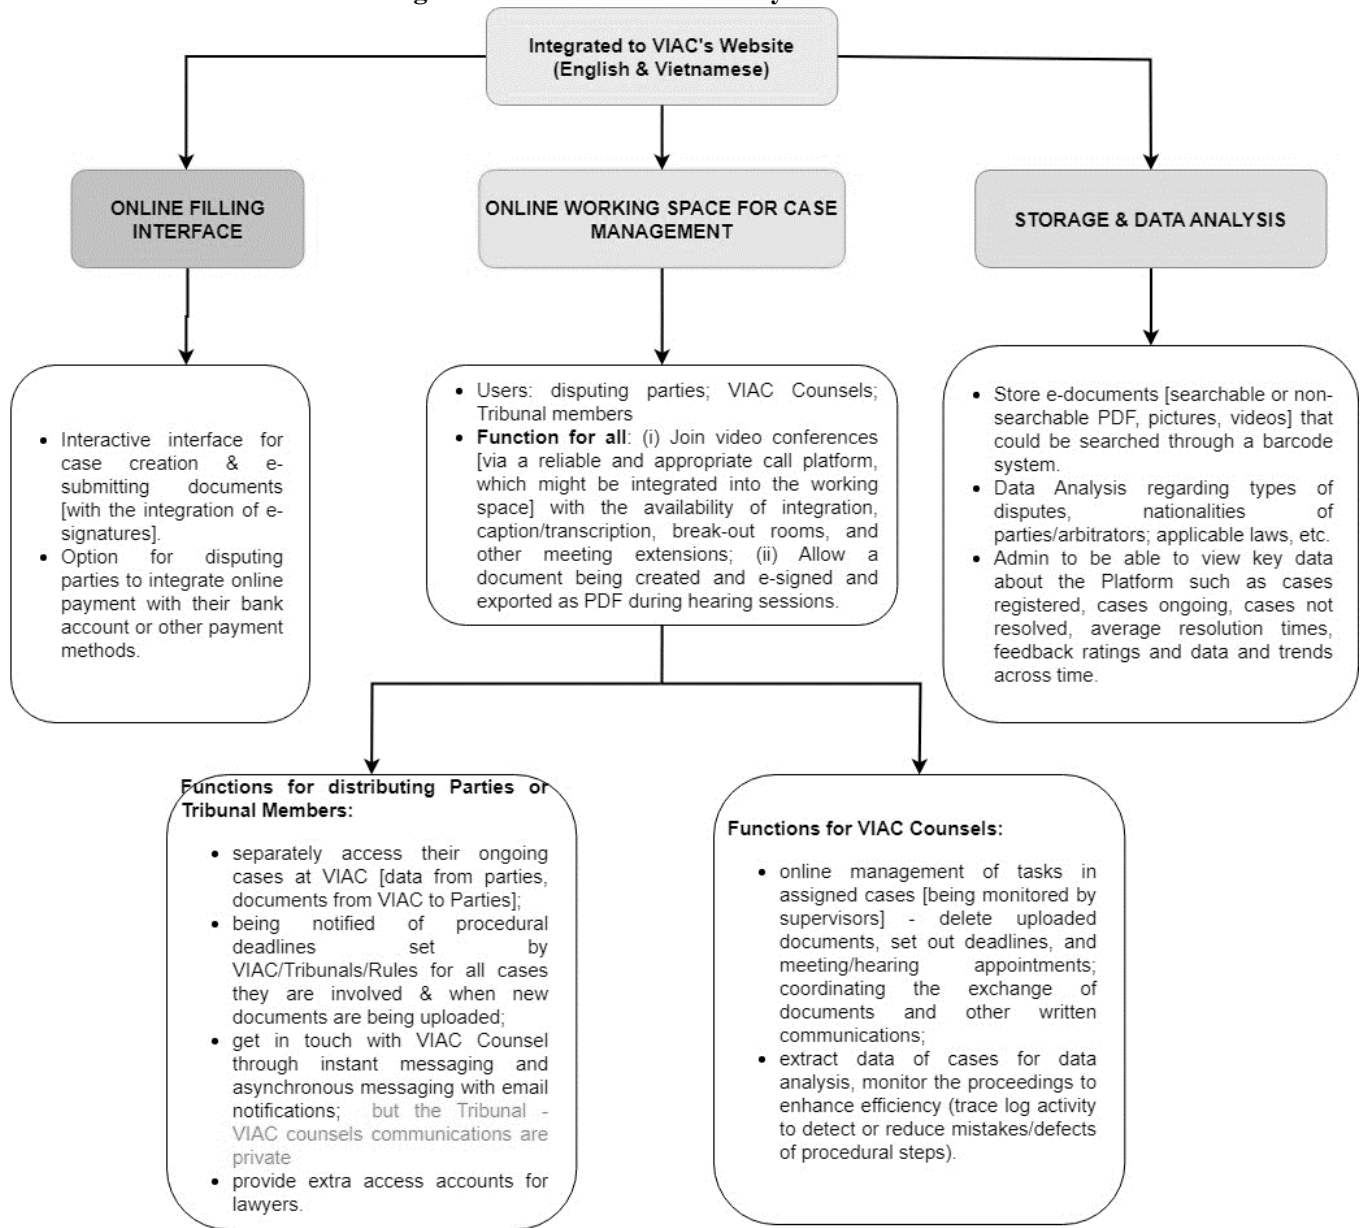 Integrated to VIAC's Website
(English & Vietnamese)
ONLINE FILLING
INTERFACE
ONLINE WORKING SPACE FOR CASE
MANAGEMENT
STORAGE & DATA ANALYSIS
• Interactive interface for
case creation & e-
submitting documents
[with the integration of e-
signatures].
• Option for disputing
parties to integrate online
payment with their bank
account or other payment
methods.
• Users: disputing parties; VIAC Counsels;
Tribunal members
• Function for all: (i) Join video conferences
[via a reliable and appropriate call platform,
which might be integrated into the working
space] with the availability of integration,
caption/transcription, break-out rooms, and
other meeting extensions; (ii) Allow a
document being created and e-signed and
exported as PDF during hearing sessions.
• Store e-documents [searchable or non-
searchable PDF, pictures, videos] that
could be searched through a barcode
system.
• Data Analysis regarding types of
disputes, nationalities of
parties/arbitrators; applicable laws, etc.
• Admin to be able to view key data
about the Platform such as cases
registered, cases ongoing, cases not
resolved, average resolution times,
feedback ratings and data and trends
across time.
Functions for distributing Parties or
Tribunal Members:
• separately access their ongoing
cases at VIAC [data from parties,
documents from VIAC to Parties];
• being notified of procedural
deadlines set by
VIAC/Tribunals/Rules for all cases
they are involved & when new
documents are being uploaded;
• get in touch with VIAC Counsel
through instant messaging and
asynchronous messaging with email
notifications; but the Tribunal -
VIAC counsels communications are
private
• provide extra access accounts for
lawyers.
Functions for VIAC Counsels:
• online management of tasks in
assigned cases [being monitored by
supervisors] - delete uploaded
documents, set out deadlines, and
meeting/hearing appointments;
coordinating the exchange of
documents and other written
communications;
• extract data of cases for data
analysis, monitor the proceedings to
enhance efficiency (trace log activity
to detect or reduce mistakes/defects
of procedural steps).